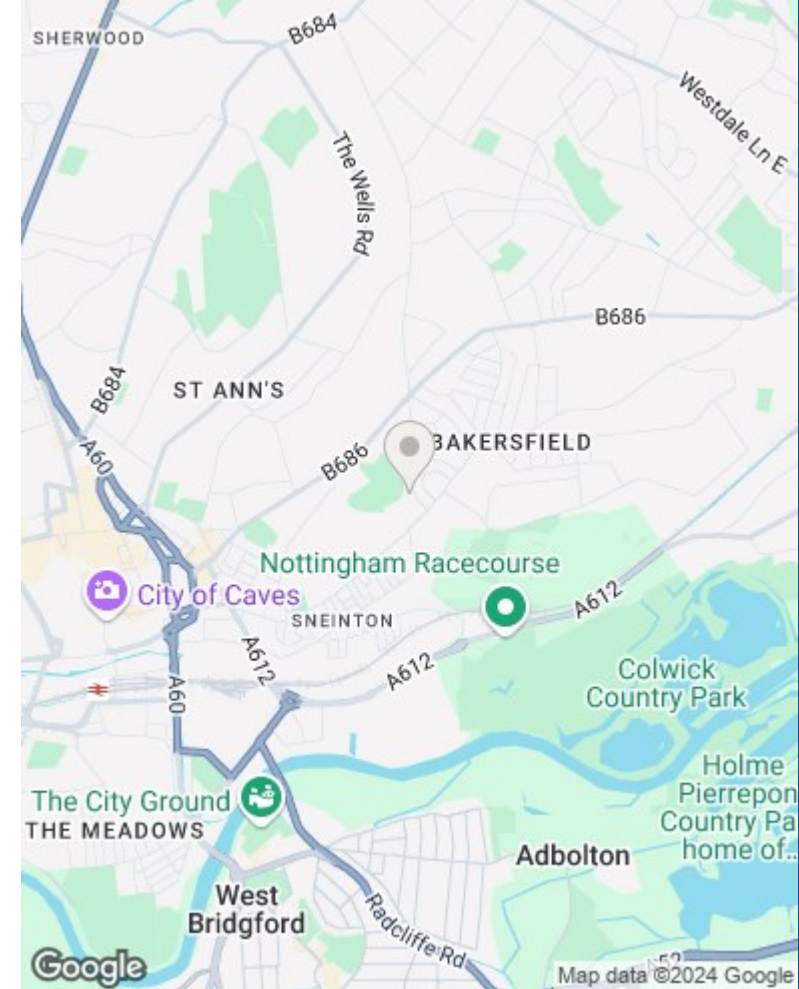 SHERWOOD
B684
Westdale Ln E
The Wells Rd
B686
B684
ST ANN'S
A60
B686
BAKERSFIELD
Nottingham Racecourse
City of Caves
SNEINTON
A612
A612
A612
A60
Colwick
Country Park
Holme
Pierrepon
Country Pa
home of...
The City Ground
THE MEADOWS
Adbolton
West
Bridgford
Radcliffe Rd
A52
Google
Map data ©2024 Google